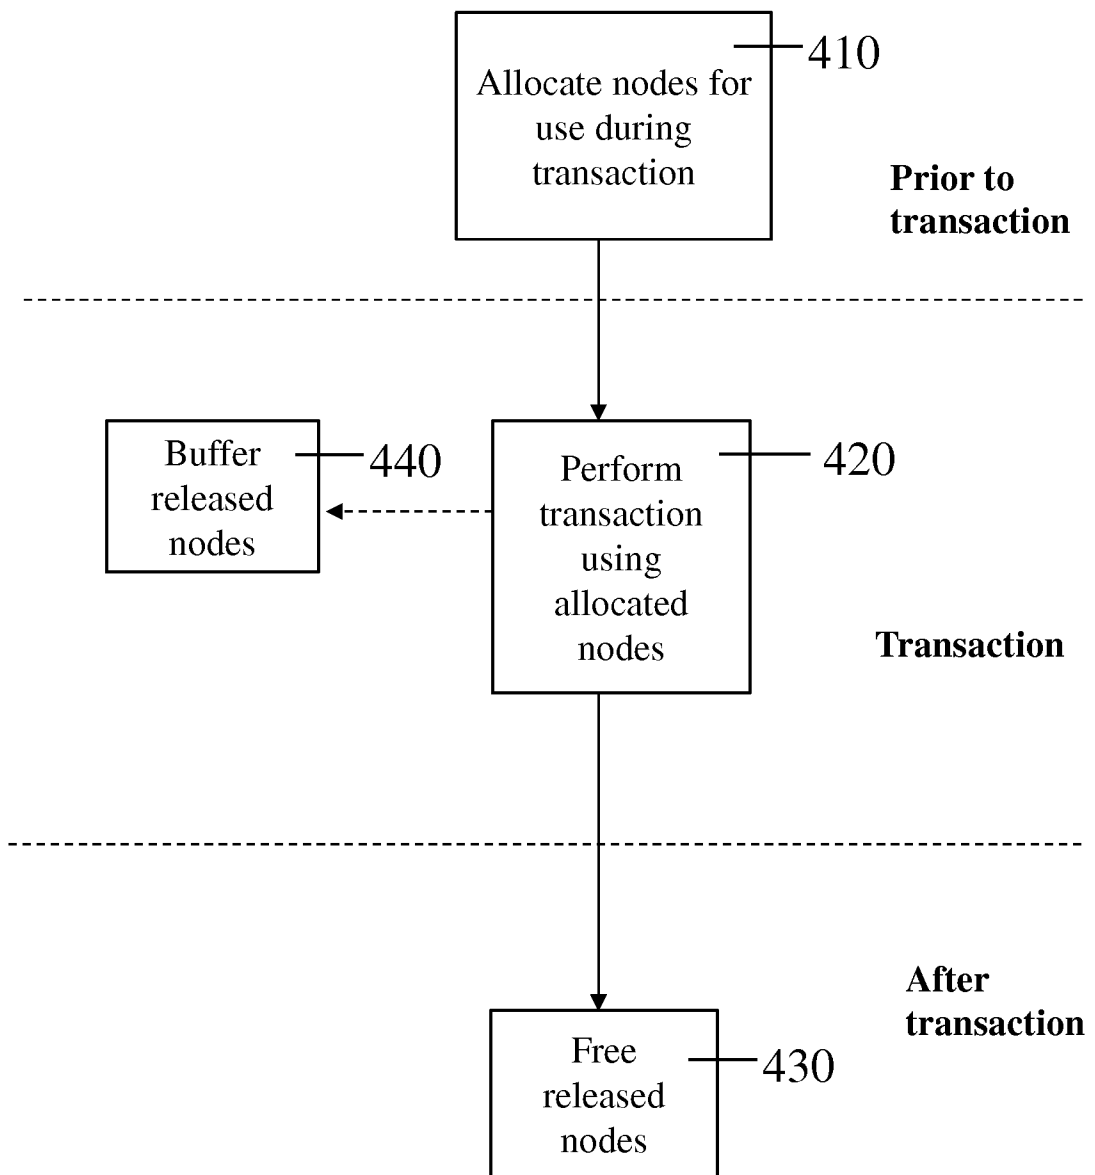 410
Allocate nodes for
use during
transaction
Prior to
transaction
Buffer
released
nodes
440
Perform
transaction
using
allocated
nodes
420
Transaction
After
transaction
Free
released
nodes
430